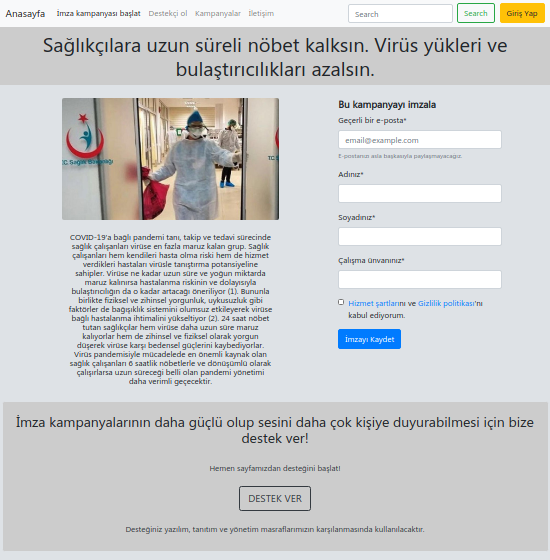 Anasayfa İmza kampanyası başlat Destekçi ol Kampanyalar İletişim Search Search Giriş Yap
Sağlıkçılara uzun süreli nöbet kalksın. Virüs yükleri ve
bulaştırıcılıkları azalsın.
T.C. Sağlık Bakanlığı
T.C. Sa
COVID-19'a bağlı pandemi tanı, takip ve tedavi sürecinde
sağlık çalışanları virüse en fazla maruz kalan grup. Sağlık
çalışanları hem kendileri hasta olma riski hem de hizmet
verdikleri hastaları virüsle tanıştırma potansiyeline
sahipler. Virüse ne kadar uzun süre ve yoğun miktarda
maruz kalınırsa hastalanma riskinin ve dolayısıyla
bulaştırıcılığın da o kadar artacağı öneriliyor (1). Bununla
birlikte fiziksel ve zihinsel yorgunluk, uykusuzluk gibi
faktörler de bağışıklık sistemini olumsuz etkileyerek virüse
bağlı hastalanma ihtimalini yükseltiyor (2). 24 saat nöbet
tutan sağlıkçılar hem virüse daha uzun süre maruz
kalıyorlar hem de zihinsel ve fiziksel olarak yorgun
düşerek virüse karşı bedensel güçlerini kaybediyorlar.
Virüs pandemisiyle mücadelede en önemli kaynak olan
sağlık çalışanları 6 saatlik nöbetlerle ve dönüşümlü olarak
çalışırlarsa uzun süreceği belli olan pandemi yönetimi
daha verimli geçecektir.
Bu kampanyayı imzala
Geçerli bir e-posta*
email@example.com
E-postanızı asla başkasıyla paylaşmayacağız.
Adınız*
Soyadınız*
Çalışma ünvanınız*
Hizmet şartlarını ve Gizlilik politikası'nı
kabul ediyorum.
İmzayı Kaydet
İmza kampanyalarının daha güçlü olup sesini daha çok kişiye duyurabilmesi için bize
destek ver!
Hemen sayfamızdan desteğini başlat!
DESTEK VER
Desteğiniz yazılım, tanıtım ve yönetim masraflarımızın karşılanmasında kullanılacaktır.